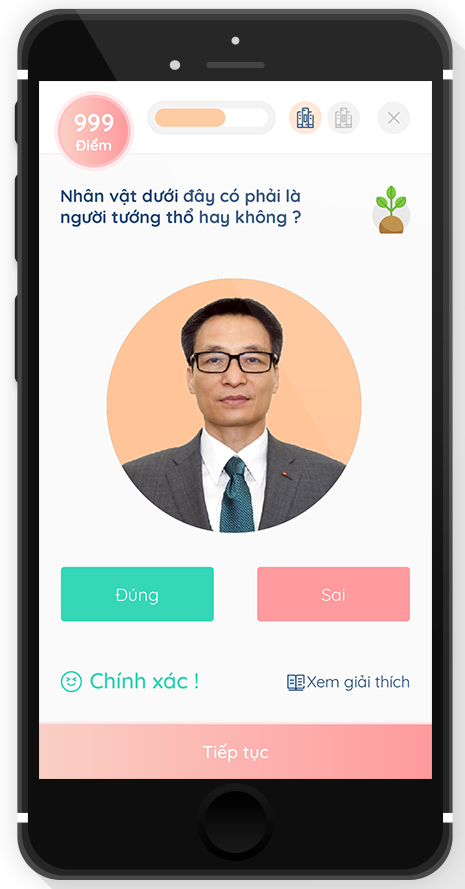 999
Điểm
Nhân vật dưới đây có phải là
người tướng thổ hay không ?
Đúng
Sai
Chính xác !
Xem giải thích
Tiếp tục